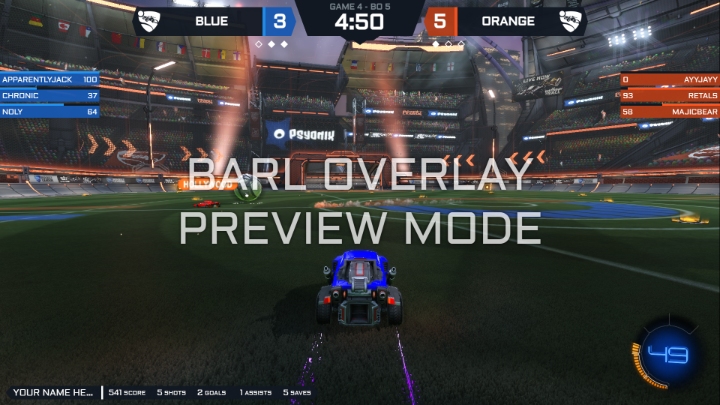 GAME 4 - BO 5
BLUE 3 4:50 5 ORANGE
APPARENTLYJACK 100
CHRONIC 37
NOLY 64
0 AYYJAYY
93 RETALS
58 MAJICBEAR
PSYONIX
BARL OVERLAY
PREVIEW MODE
49
YOUR NAME HE... 541 SCORE 5 SHOTS 2 GOALS 1 ASSISTS 5 SAVES